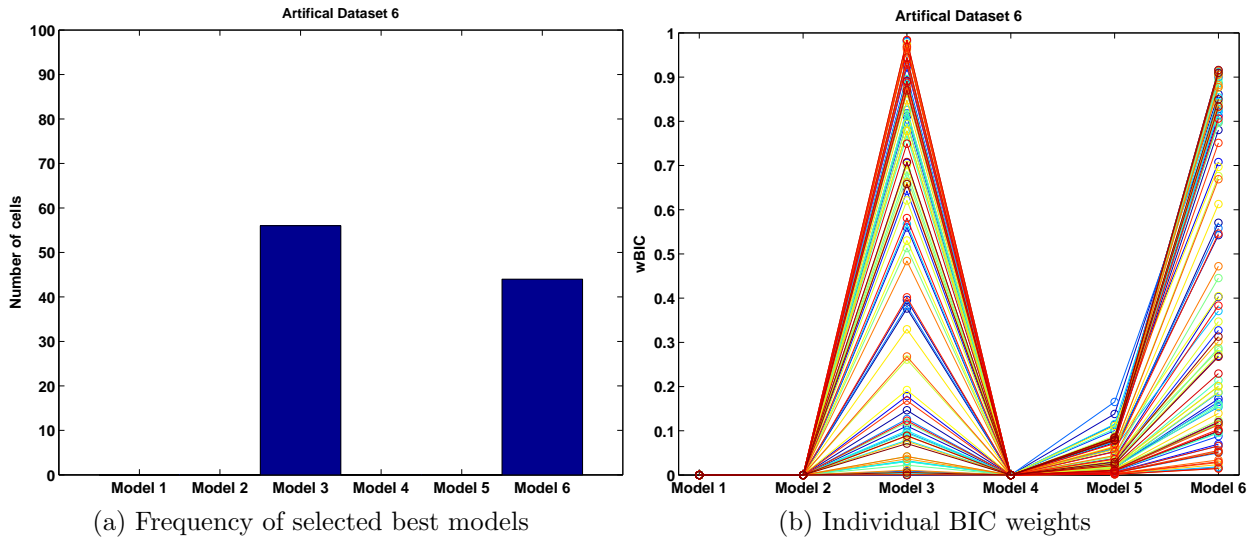 Artifical Dataset 6
100
90
80
70
60
50
40
30
20
10
0
Number of cells
Model 1 Model 2 Model 3 Model 4 Model 5 Model 6
(a) Frequency of selected best models
Artifical Dataset 6
1
0.9
0.8
0.7
0.6
0.5
0.4
0.3
0.2
0.1
0
wBIC
Model 1 Model 2 Model 3 Model 4 Model 5 Model 6
(b) Individual BIC weights